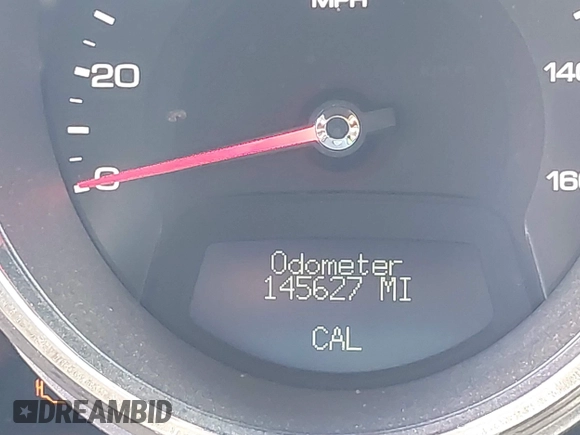 MPH
20
0
140
160
Odometer
145627 MI
CAL
H
DREAMBID